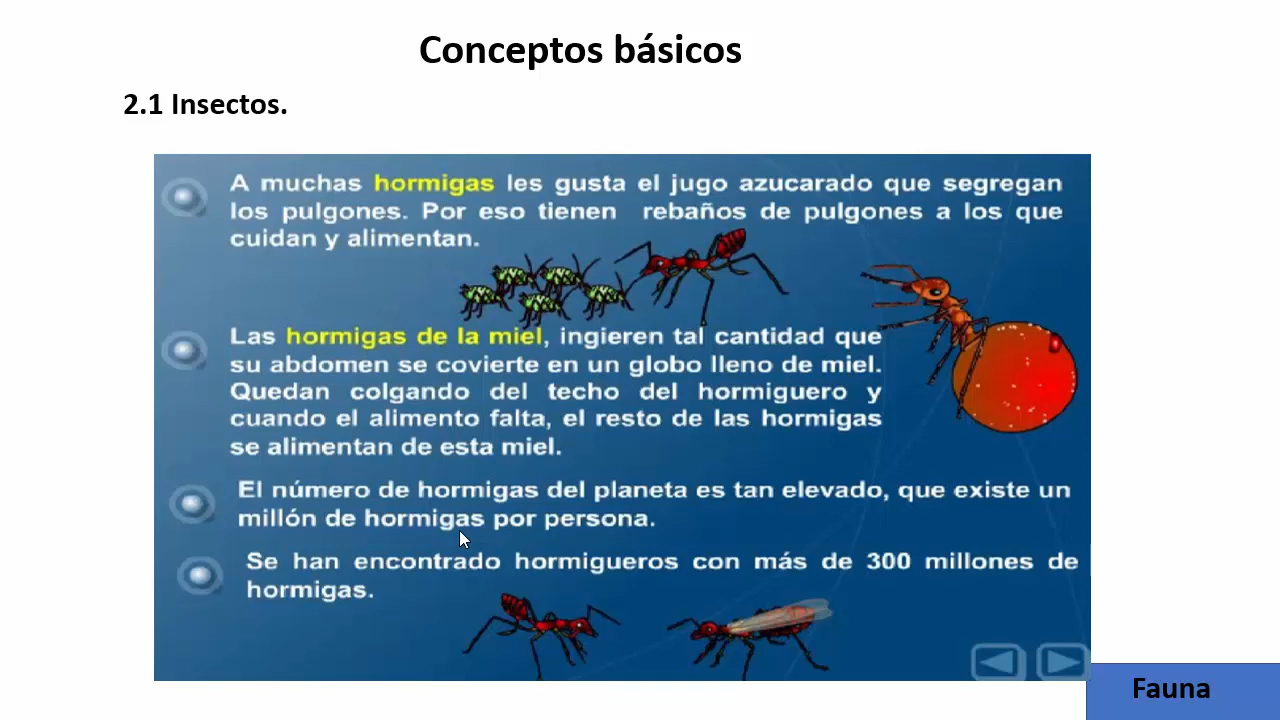 Conceptos básicos
2.1 Insectos.
A muchas hormigas les gusta el jugo azucarado que segregan
los pulgones. Por eso tienen rebaños de pulgones a los que
cuidan y alimentan.
Las hormigas de la miel, ingieren tal cantidad que
su abdomen se covierte en un globo lleno de miel.
Quedan colgando del techo del hormiguero y
cuando el alimento falta, el resto de las hormigas
se alimentan de esta miel.
El número de hormigas del planeta es tan elevado, que existe un
millón de hormigas por persona.
Se han encontrado hormigueros con más de 300 millones de
hormigas.
Fauna